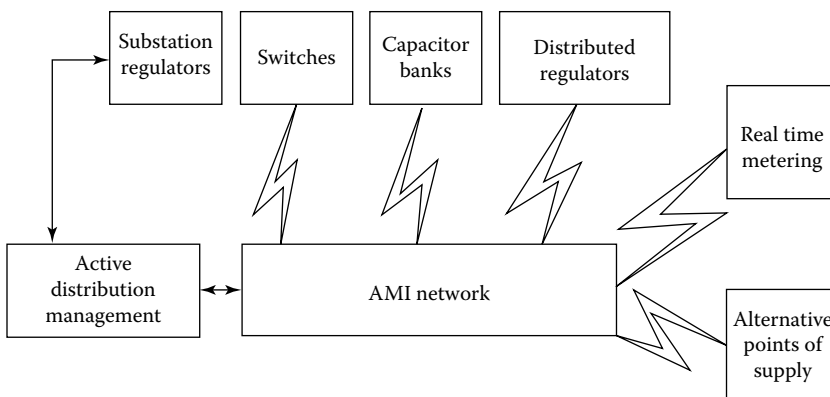 Substation
regulators
Switches
Capacitor
banks
Distributed
regulators
Real time
metering
Active
distribution
management
AMI network
Alternative
points of
supply